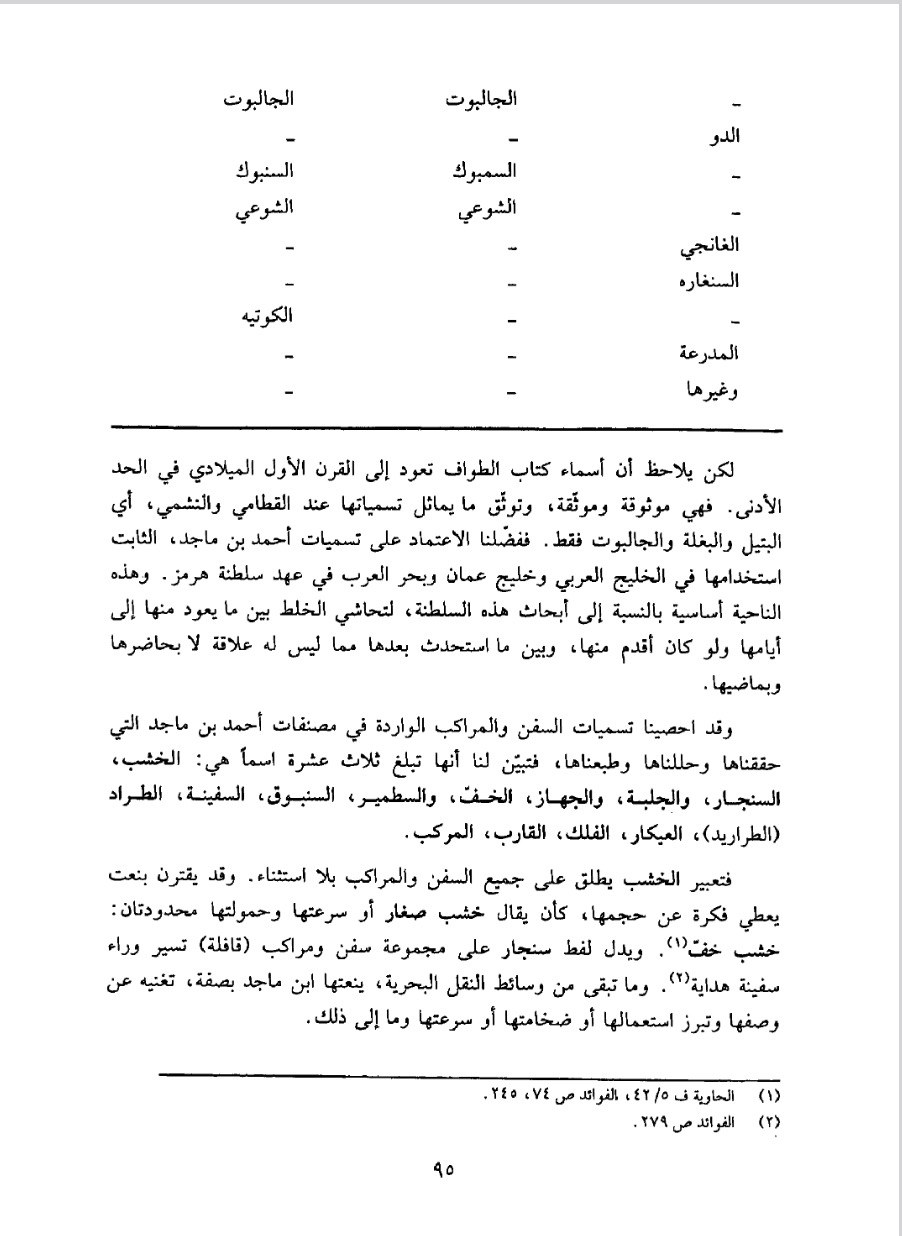 - الجالبوت الجالبوت
الدو - -
- السمبوك السنبوك
- الشوعي الشوعي
الغانجي - -
السنغاره - -
- - الكوتيه
المدرعة - -
وغيرها - -
لكن يلاحظ أن أسماء كتاب الطواف تعود إلى القرن الأول الميلادي في الحد
الأدنى. فهي موثوقة وموثّقة، وتوثّق ما يماثل تسمياتها عند القطامي والنشمي، أي
البتيل والبغلة والجالبوت فقط. ففضّلنا الاعتماد على تسميات أحمد بن ماجد، الثابت
استخدامها في الخليج العربي وخليج عمان وبحر العرب في عهد سلطنة هرمز. وهذه
الناحية أساسية بالنسبة إلى أبحاث هذه السلطنة، لتحاشي الخلط بين ما يعود منها إلى
أيامها ولو كان أقدم منها، وبين ما استحدث بعدها مما ليس له علاقة لا بحاضرها
وبماضيها.
وقد احصينا تسميات السفن والمراكب الواردة في مصنفات أحمد بن ماجد التي
حققناها وحللناها وطبعناها، فتبيّن لنا أنها تبلغ ثلاث عشرة اسماً هي: الخشب،
السنجار، والجلبة، والجهاز، الخفّ، والسطمير، السنبوق، السفينة، الطراد
(الطراريد)، العيكار، الفلك، القارب، المركب.
فتعبير الخشب يطلق على جميع السفن والمراكب بلا استثناء. وقد يقترن بنعت
يعطي فكرة عن حجمها، كأن يقال خشب صغار أو سرعتها وحمولتها محدودتان:
خشب خفّ(١). ويدل لفظ سنجار على مجموعة سفن ومراكب (قافلة) تسير وراء
سفينة هداية(٢). وما تبقى من وسائط النقل البحرية، ينعتها ابن ماجد بصفة، تغنيه عن
وصفها وتبرز استعمالها أو ضخامتها أو سرعتها وما إلى ذلك.
(١) الحاوية ف ٤٢/٥، الفوائد ص ٧٤، ٢٤٥.
(٢) الفوائد ص ٢٧٩.
٩٥